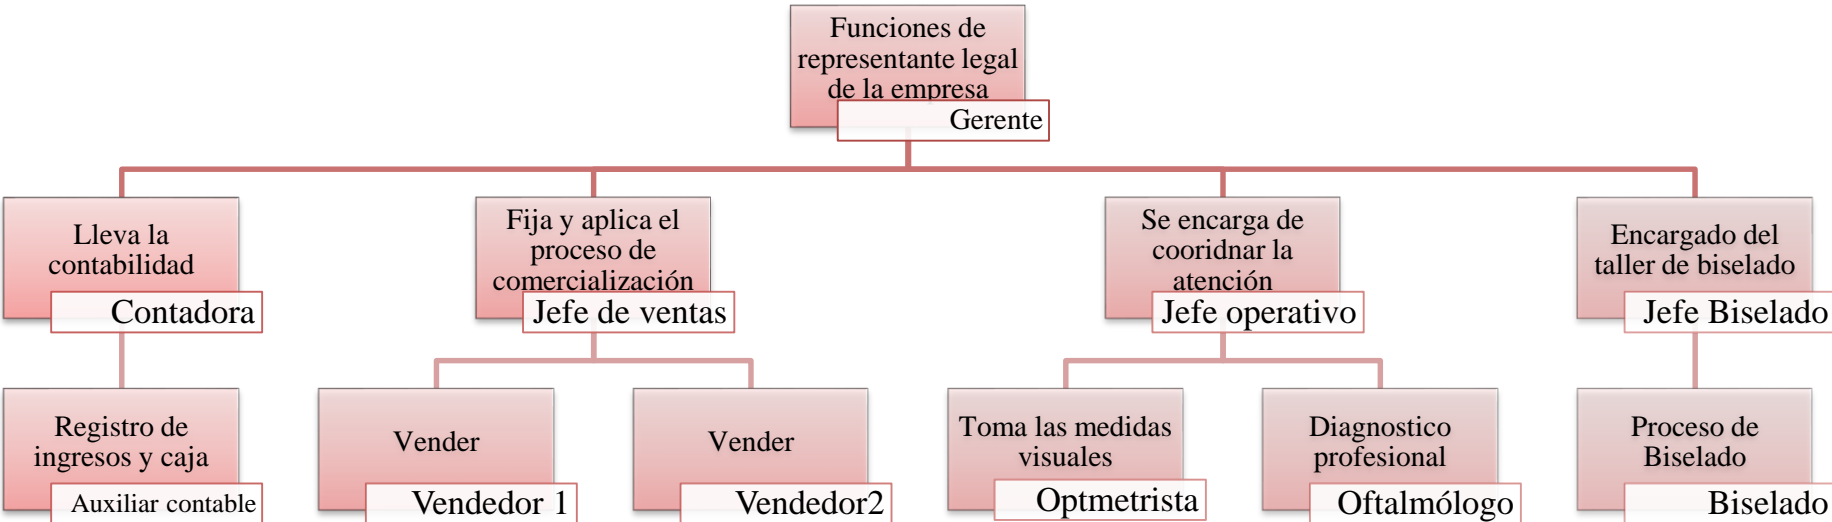 Funciones de
representante legal
de la empresa
Gerente
Lleva la
contabilidad
Contadora
Fija y aplica el
proceso de
comercialización
Jefe de ventas
Se encarga de
cooridnar la
atención
Jefe operativo
Encargado del
taller de biselado
Jefe Biselado
Registro de
ingresos y caja
Auxiliar contable
Vender
Vendedor 1
Vender
Vendedor2
Toma las medidas
visuales
Optmetrista
Diagnostico
profesional
Oftalmólogo
Proceso de
Biselado
Biselado